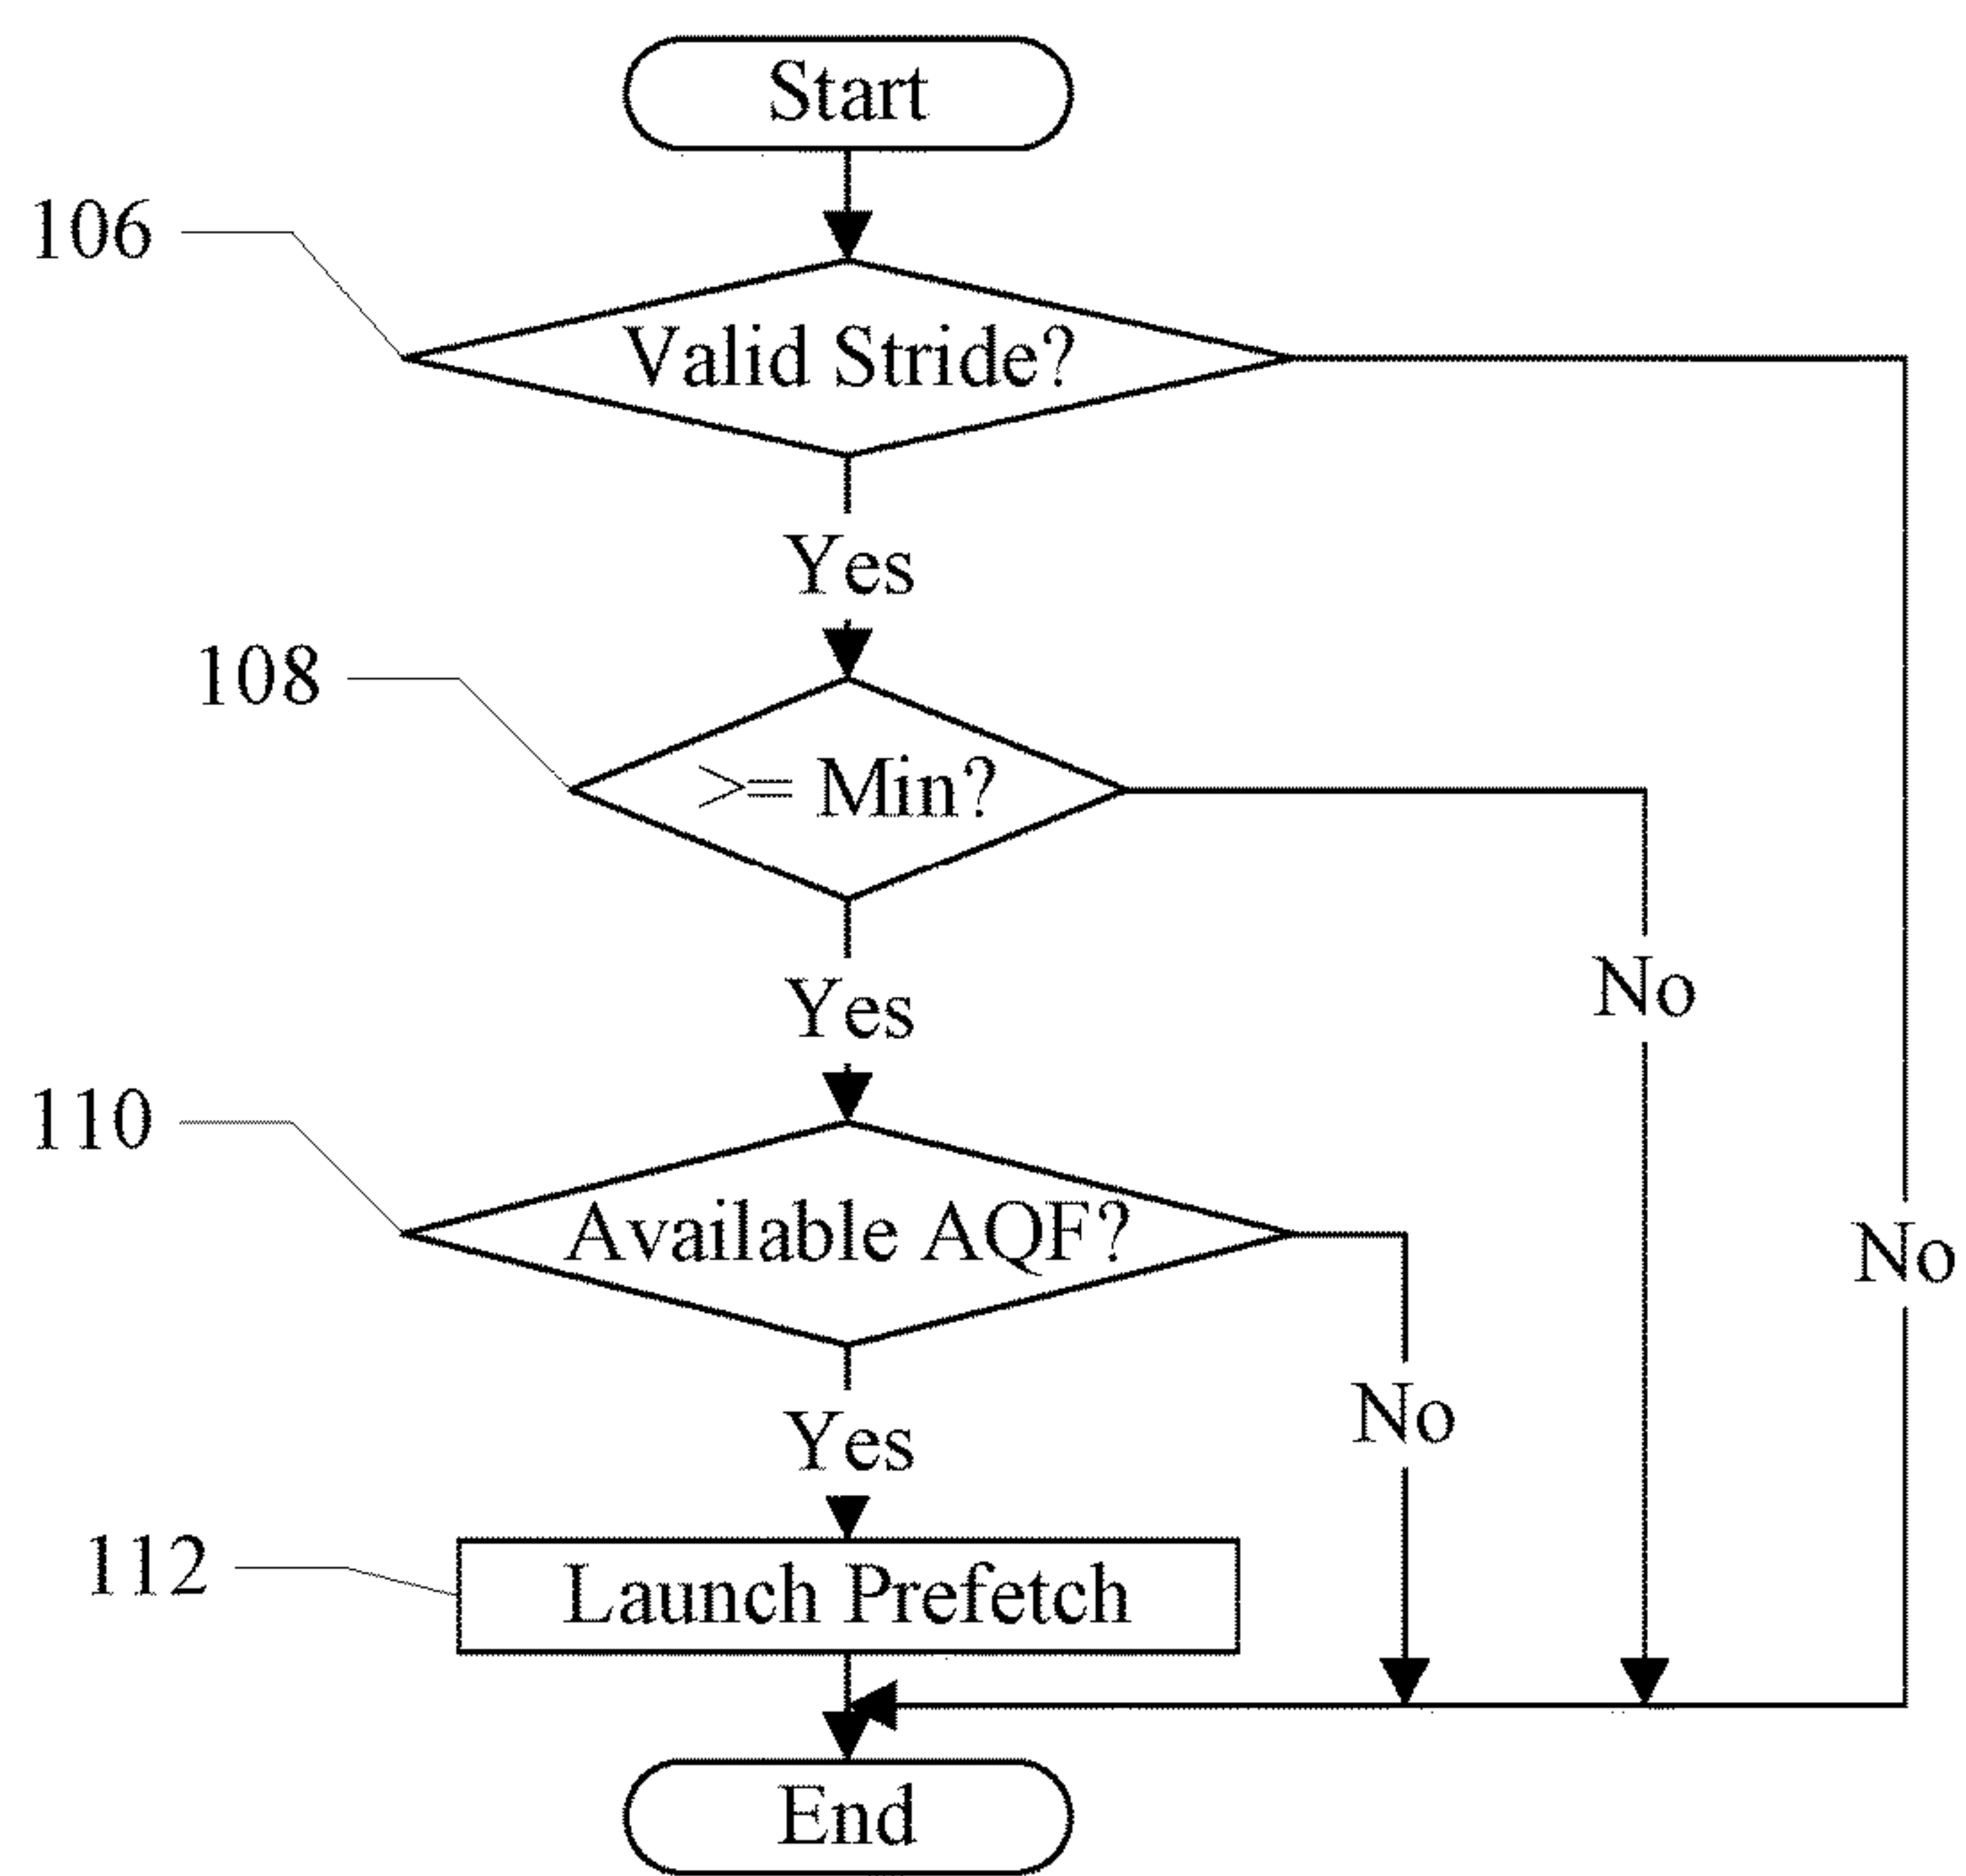 Start
106
Valid Stride?
Yes
108
>= Min?
No
Yes
110
Available AQF?
No
No
Yes
112
Launch Prefetch
End